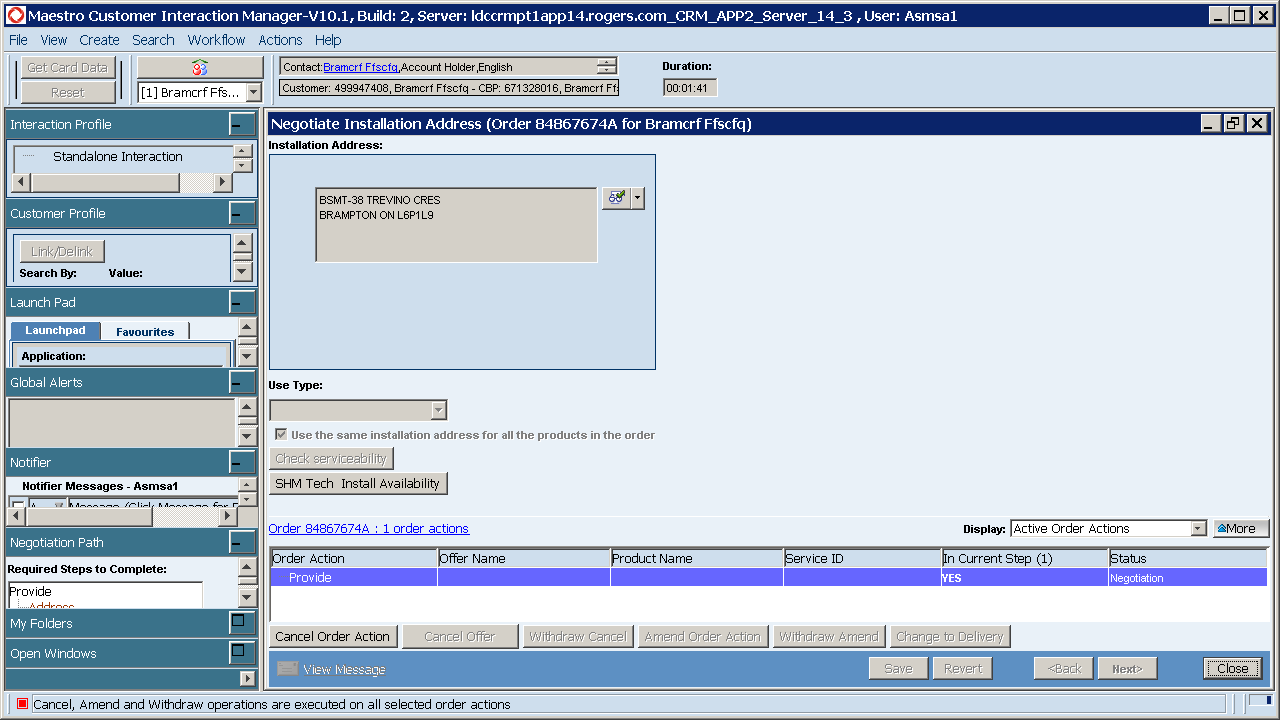 Maestro Customer Interaction Manager-V10.1, Build: 2, Server: ldccrmpt1app14.rogers.com_CRM_APP2_Server_14_3 , User: Asmsa1
File View Create Search Workflow Actions Help
Get Card Data
Reset
[1] Bramcrf Ffs...
Contact:Bramcrf Ffscfq,Account Holder,English
Customer: 499947408, Bramcrf Ffscfq - CBP: 671328016, Bramcrf Ff
Duration:
00:01:41
Interaction Profile
Standalone Interaction
Customer Profile
Link/Delink
Search By: Value:
Launch Pad
Launchpad Favourites
Application:
Global Alerts
Notifier
Notifier Messages - Asmsa1
Negotiation Path
Required Steps to Complete:
Provide
Address
My Folders
Open Windows
Negotiate Installation Address (Order 84867674A for Bramcrf Ffscfq)
Installation Address:
BSMT-38 TREVINO CRES
BRAMPTON ON L6P1L9
Use Type:
Use the same installation address for all the products in the order
Check serviceability
SHM Tech Install Availability
Order 84867674A : 1 order actions
Display: Active Order Actions More
Order Action Offer Name Product Name Service ID In Current Step (1) Status
Provide YES Negotiation
Cancel Order Action Cancel Offer Withdraw Cancel Amend Order Action Withdraw Amend Change to Delivery
View Message Save Revert <Back Next> Close
Cancel, Amend and Withdraw operations are executed on all selected order actions